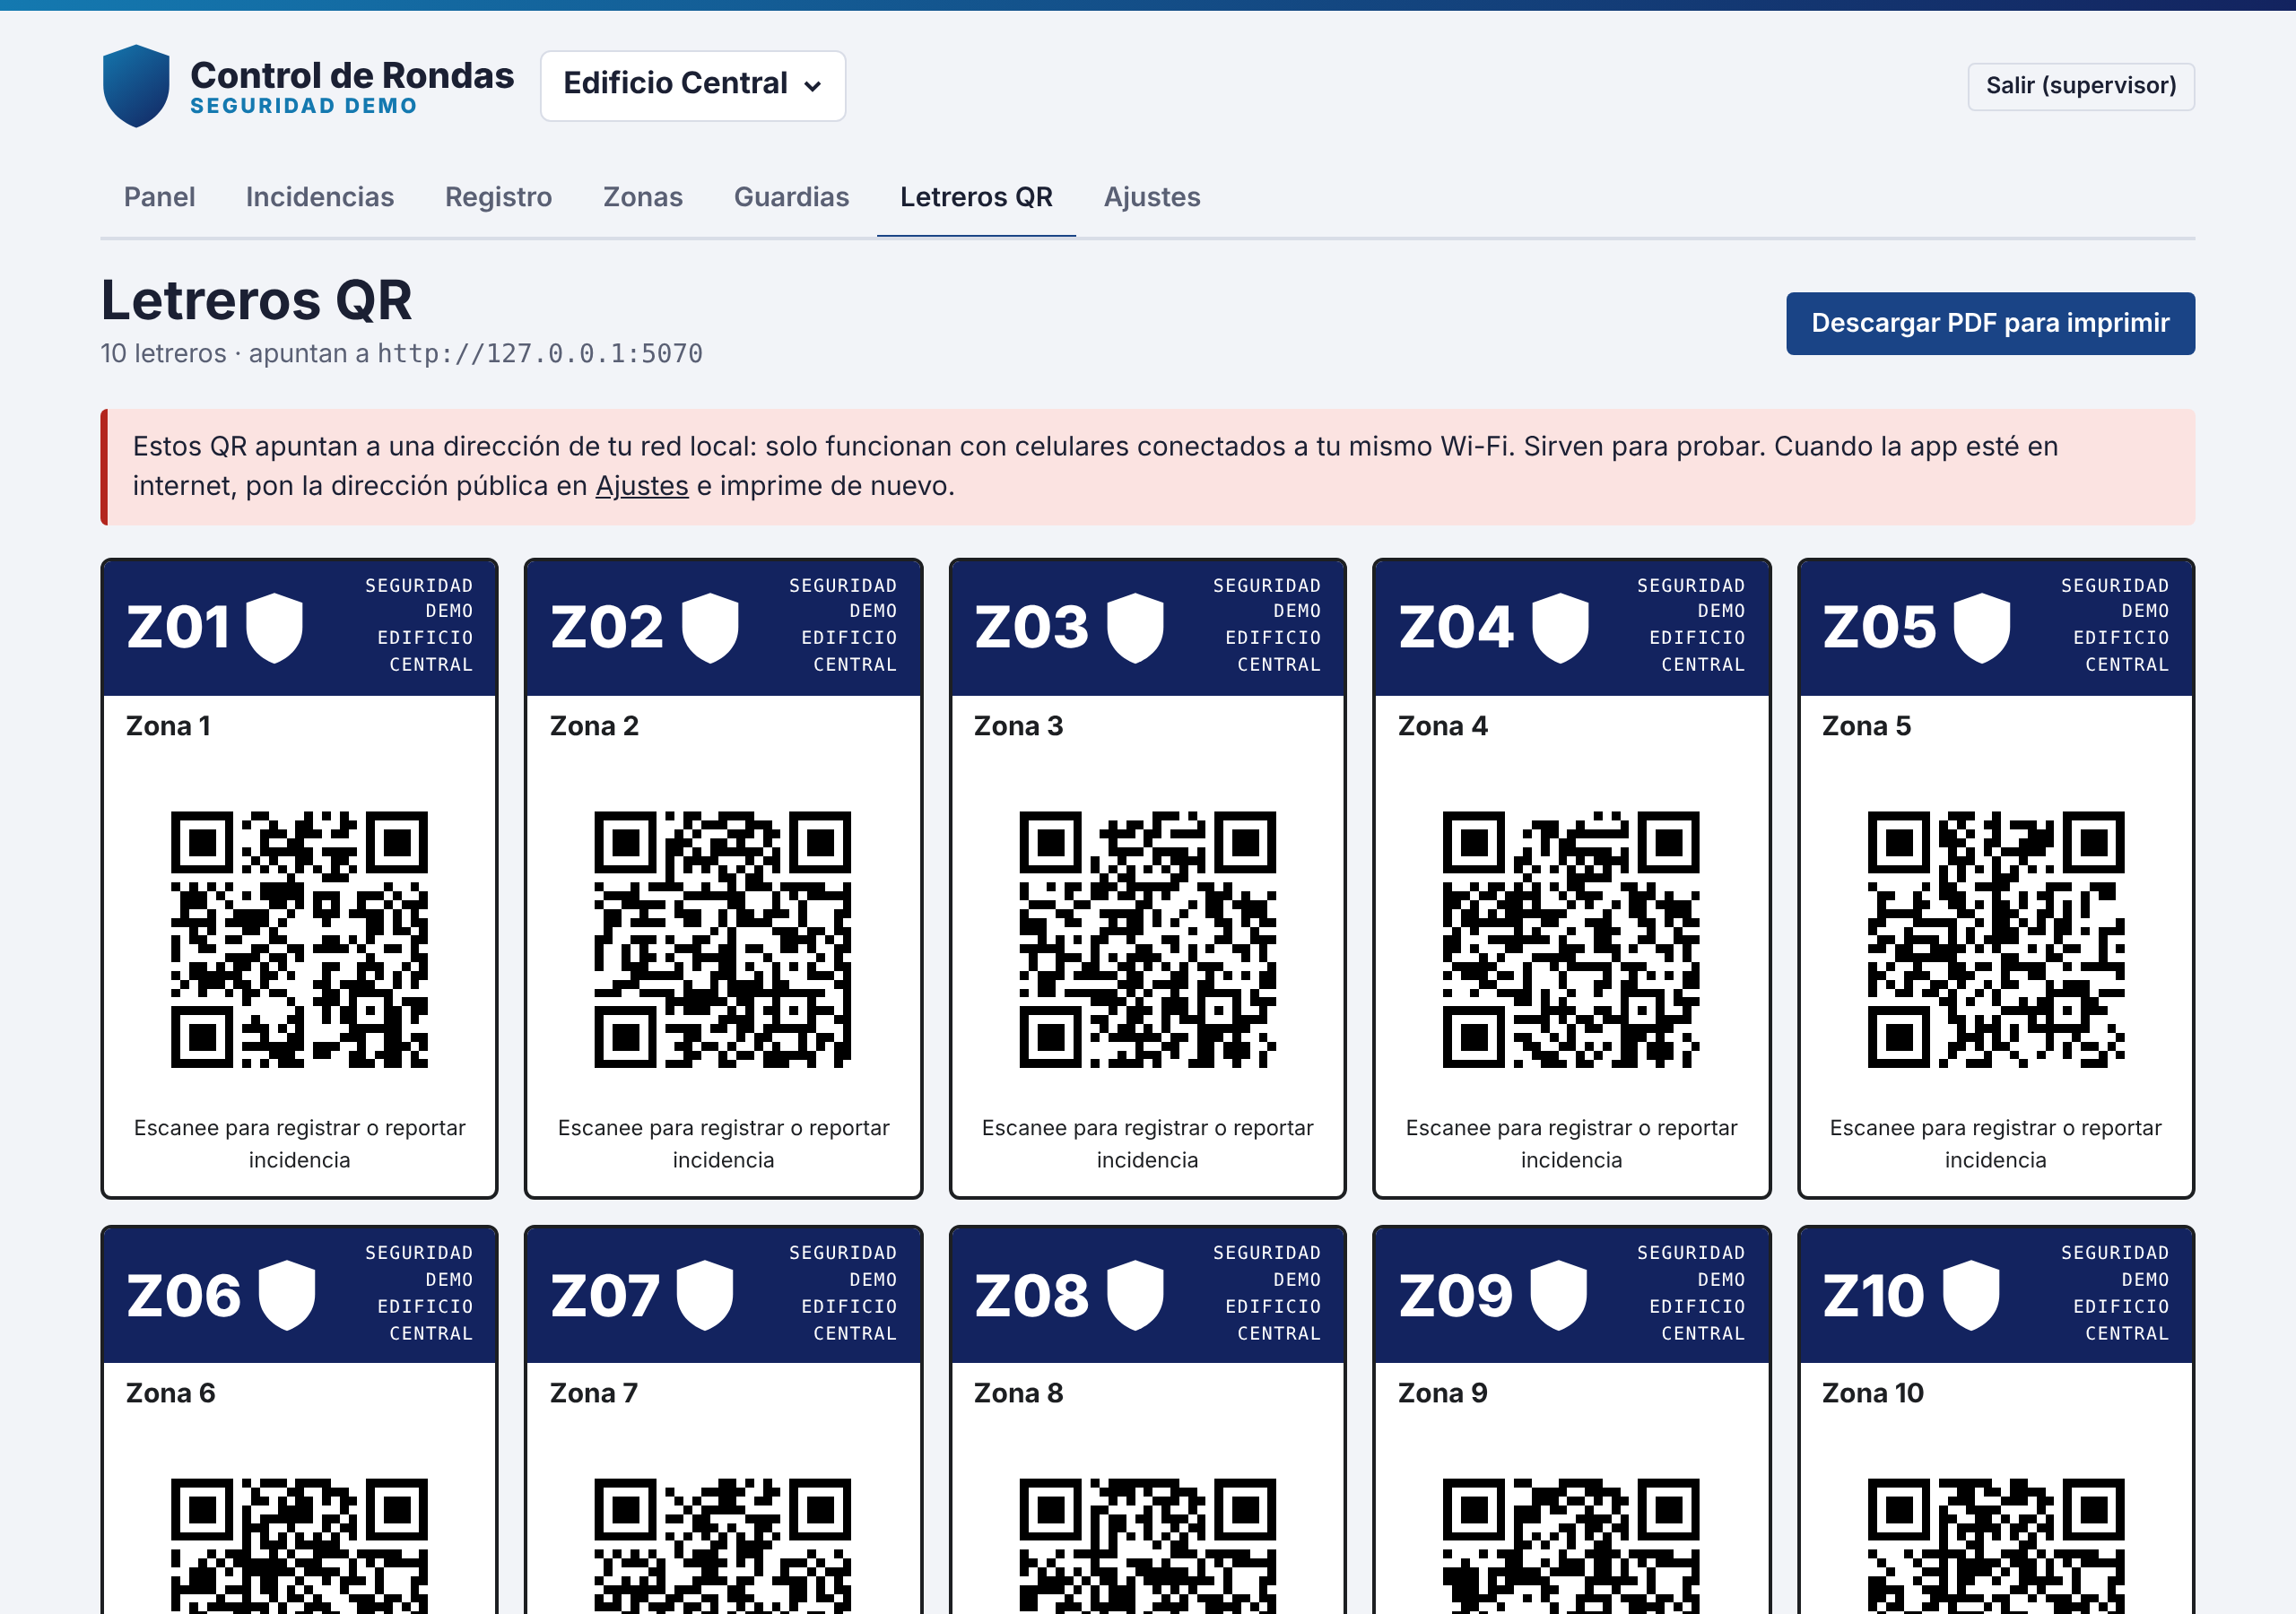 Control de Rondas
SEGURIDAD DEMO
Edificio Central
Salir (supervisor)
Panel
Incidencias
Registro
Zonas
Guardias
Letreros QR
Ajustes
Letreros QR
10 letreros · apuntan a http://127.0.0.1:5070
Descargar PDF para imprimir
Estos QR apuntan a una dirección de tu red local: solo funcionan con celulares conectados a tu mismo Wi-Fi. Sirven para probar. Cuando la app esté en
internet, pon la dirección pública en Ajustes e imprime de nuevo.
Z01
SEGURIDAD
DEMO
EDIFICIO
CENTRAL
Zona 1
Escanee para registrar o reportar
incidencia
Z02
SEGURIDAD
DEMO
EDIFICIO
CENTRAL
Zona 2
Escanee para registrar o reportar
incidencia
Z03
SEGURIDAD
DEMO
EDIFICIO
CENTRAL
Zona 3
Escanee para registrar o reportar
incidencia
Z04
SEGURIDAD
DEMO
EDIFICIO
CENTRAL
Zona 4
Escanee para registrar o reportar
incidencia
Z05
SEGURIDAD
DEMO
EDIFICIO
CENTRAL
Zona 5
Escanee para registrar o reportar
incidencia
Z06
SEGURIDAD
DEMO
EDIFICIO
CENTRAL
Zona 6
Z07
SEGURIDAD
DEMO
EDIFICIO
CENTRAL
Zona 7
Z08
SEGURIDAD
DEMO
EDIFICIO
CENTRAL
Zona 8
Z09
SEGURIDAD
DEMO
EDIFICIO
CENTRAL
Zona 9
Z10
SEGURIDAD
DEMO
EDIFICIO
CENTRAL
Zona 10